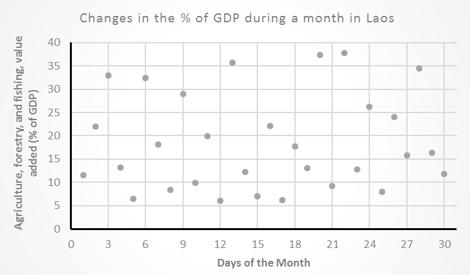 Changes in the % of GDP during a month in Laos
Agriculture, forestry, and fishing, value
added (% of GDP)
40
35
30
25
20
15
10
5
0
0 3 6 9 12 15 18 21 24 27 30
Days of the Month